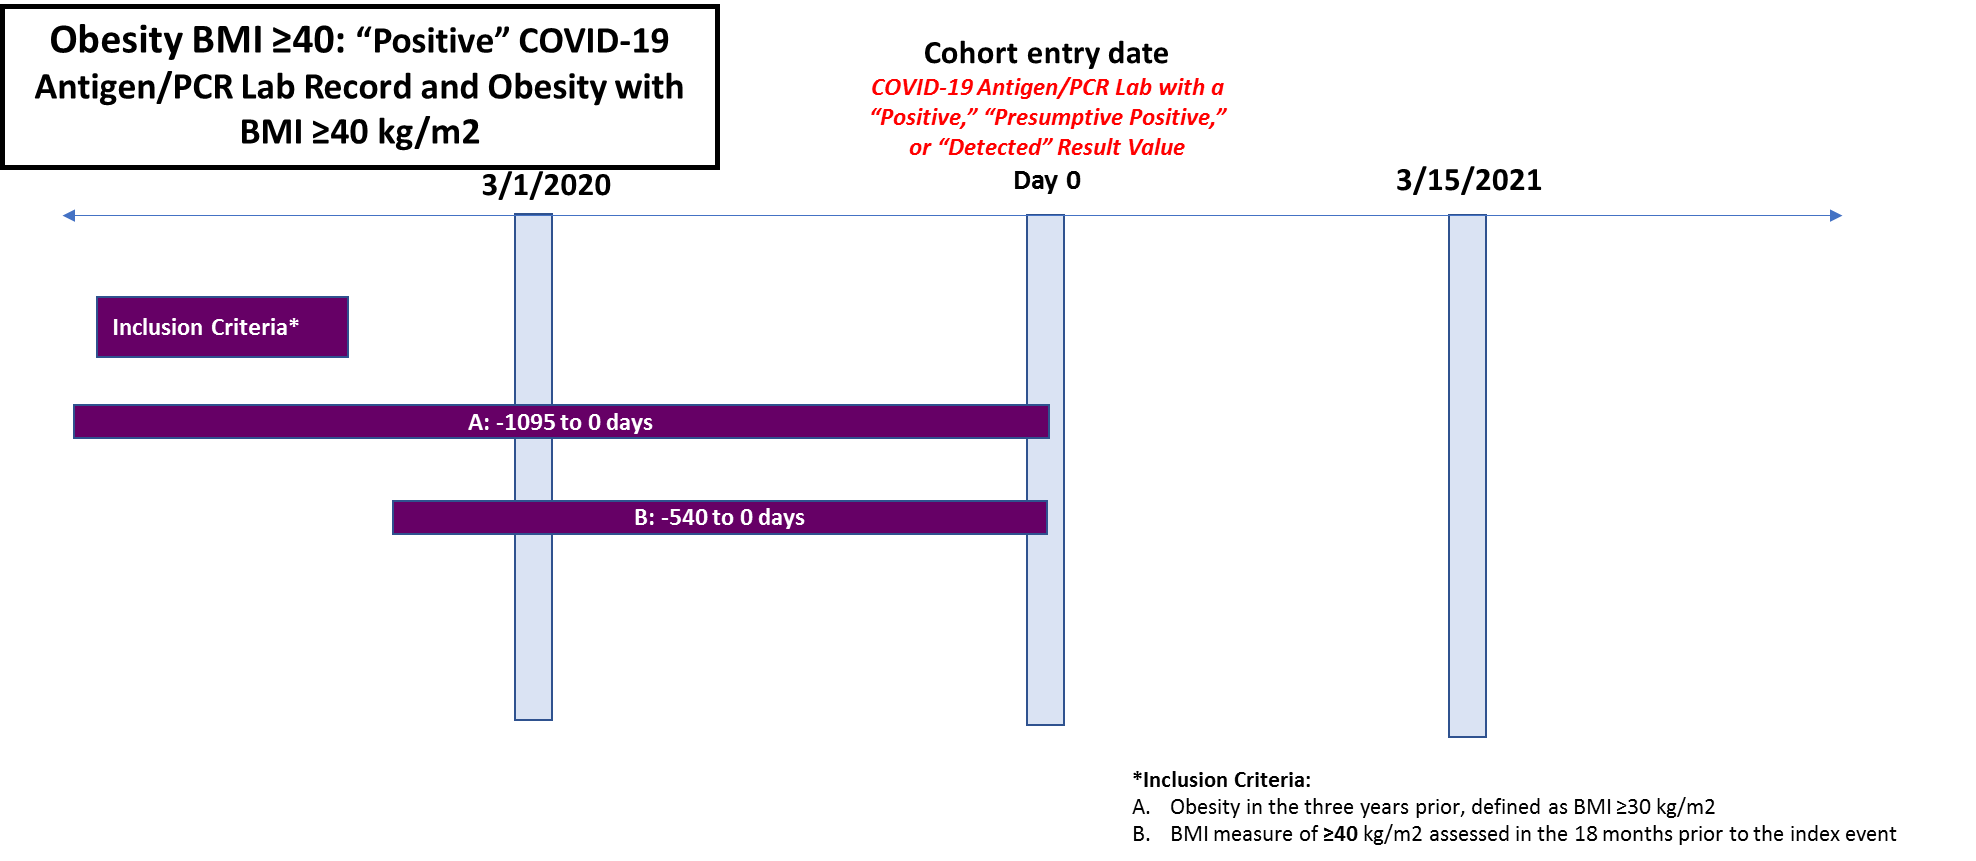 Obesity BMI ≥40: “Positive” COVID-19
Antigen/PCR Lab Record and Obesity with
BMI ≥40 kg/m2
Cohort entry date
COVID-19 Antigen/PCR Lab with a
“Positive,” “Presumptive Positive,”
or “Detected” Result Value
3/1/2020
Day 0
3/15/2021
Inclusion Criteria*
A: -1095 to 0 days
B: -540 to 0 days
*Inclusion Criteria:
A. Obesity in the three years prior, defined as BMI ≥30 kg/m2
B. BMI measure of ≥40 kg/m2 assessed in the 18 months prior to the index event